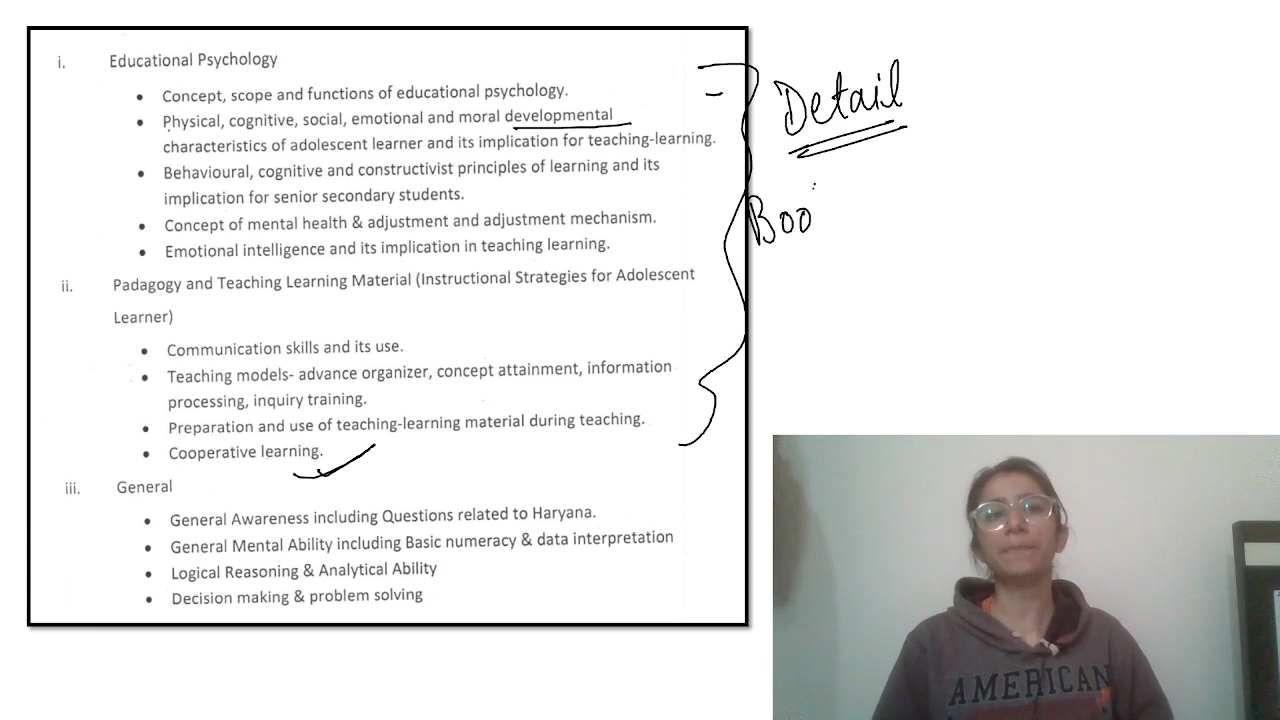 i. Educational Psychology
• Concept, scope and functions of educational psychology.
• Physical, cognitive, social, emotional and moral developmental
characteristics of adolescent learner and its implication for teaching-learning.
• Behavioural, cognitive and constructivist principles of learning and its
implication for senior secondary students.
• Concept of mental health & adjustment and adjustment mechanism.
• Emotional intelligence and its implication in teaching learning.
ii. Padagogy and Teaching Learning Material (Instructional Strategies for Adolescent
Learner)
• Communication skills and its use.
• Teaching models- advance organizer, concept attainment, information
processing, inquiry training.
• Preparation and use of teaching-learning material during teaching.
• Cooperative learning.
iii. General
• General Awareness including Questions related to Haryana.
• General Mental Ability including Basic numeracy & data interpretation
• Logical Reasoning & Analytical Ability
• Decision making & problem solving
Detail
Boo
AMERICAN